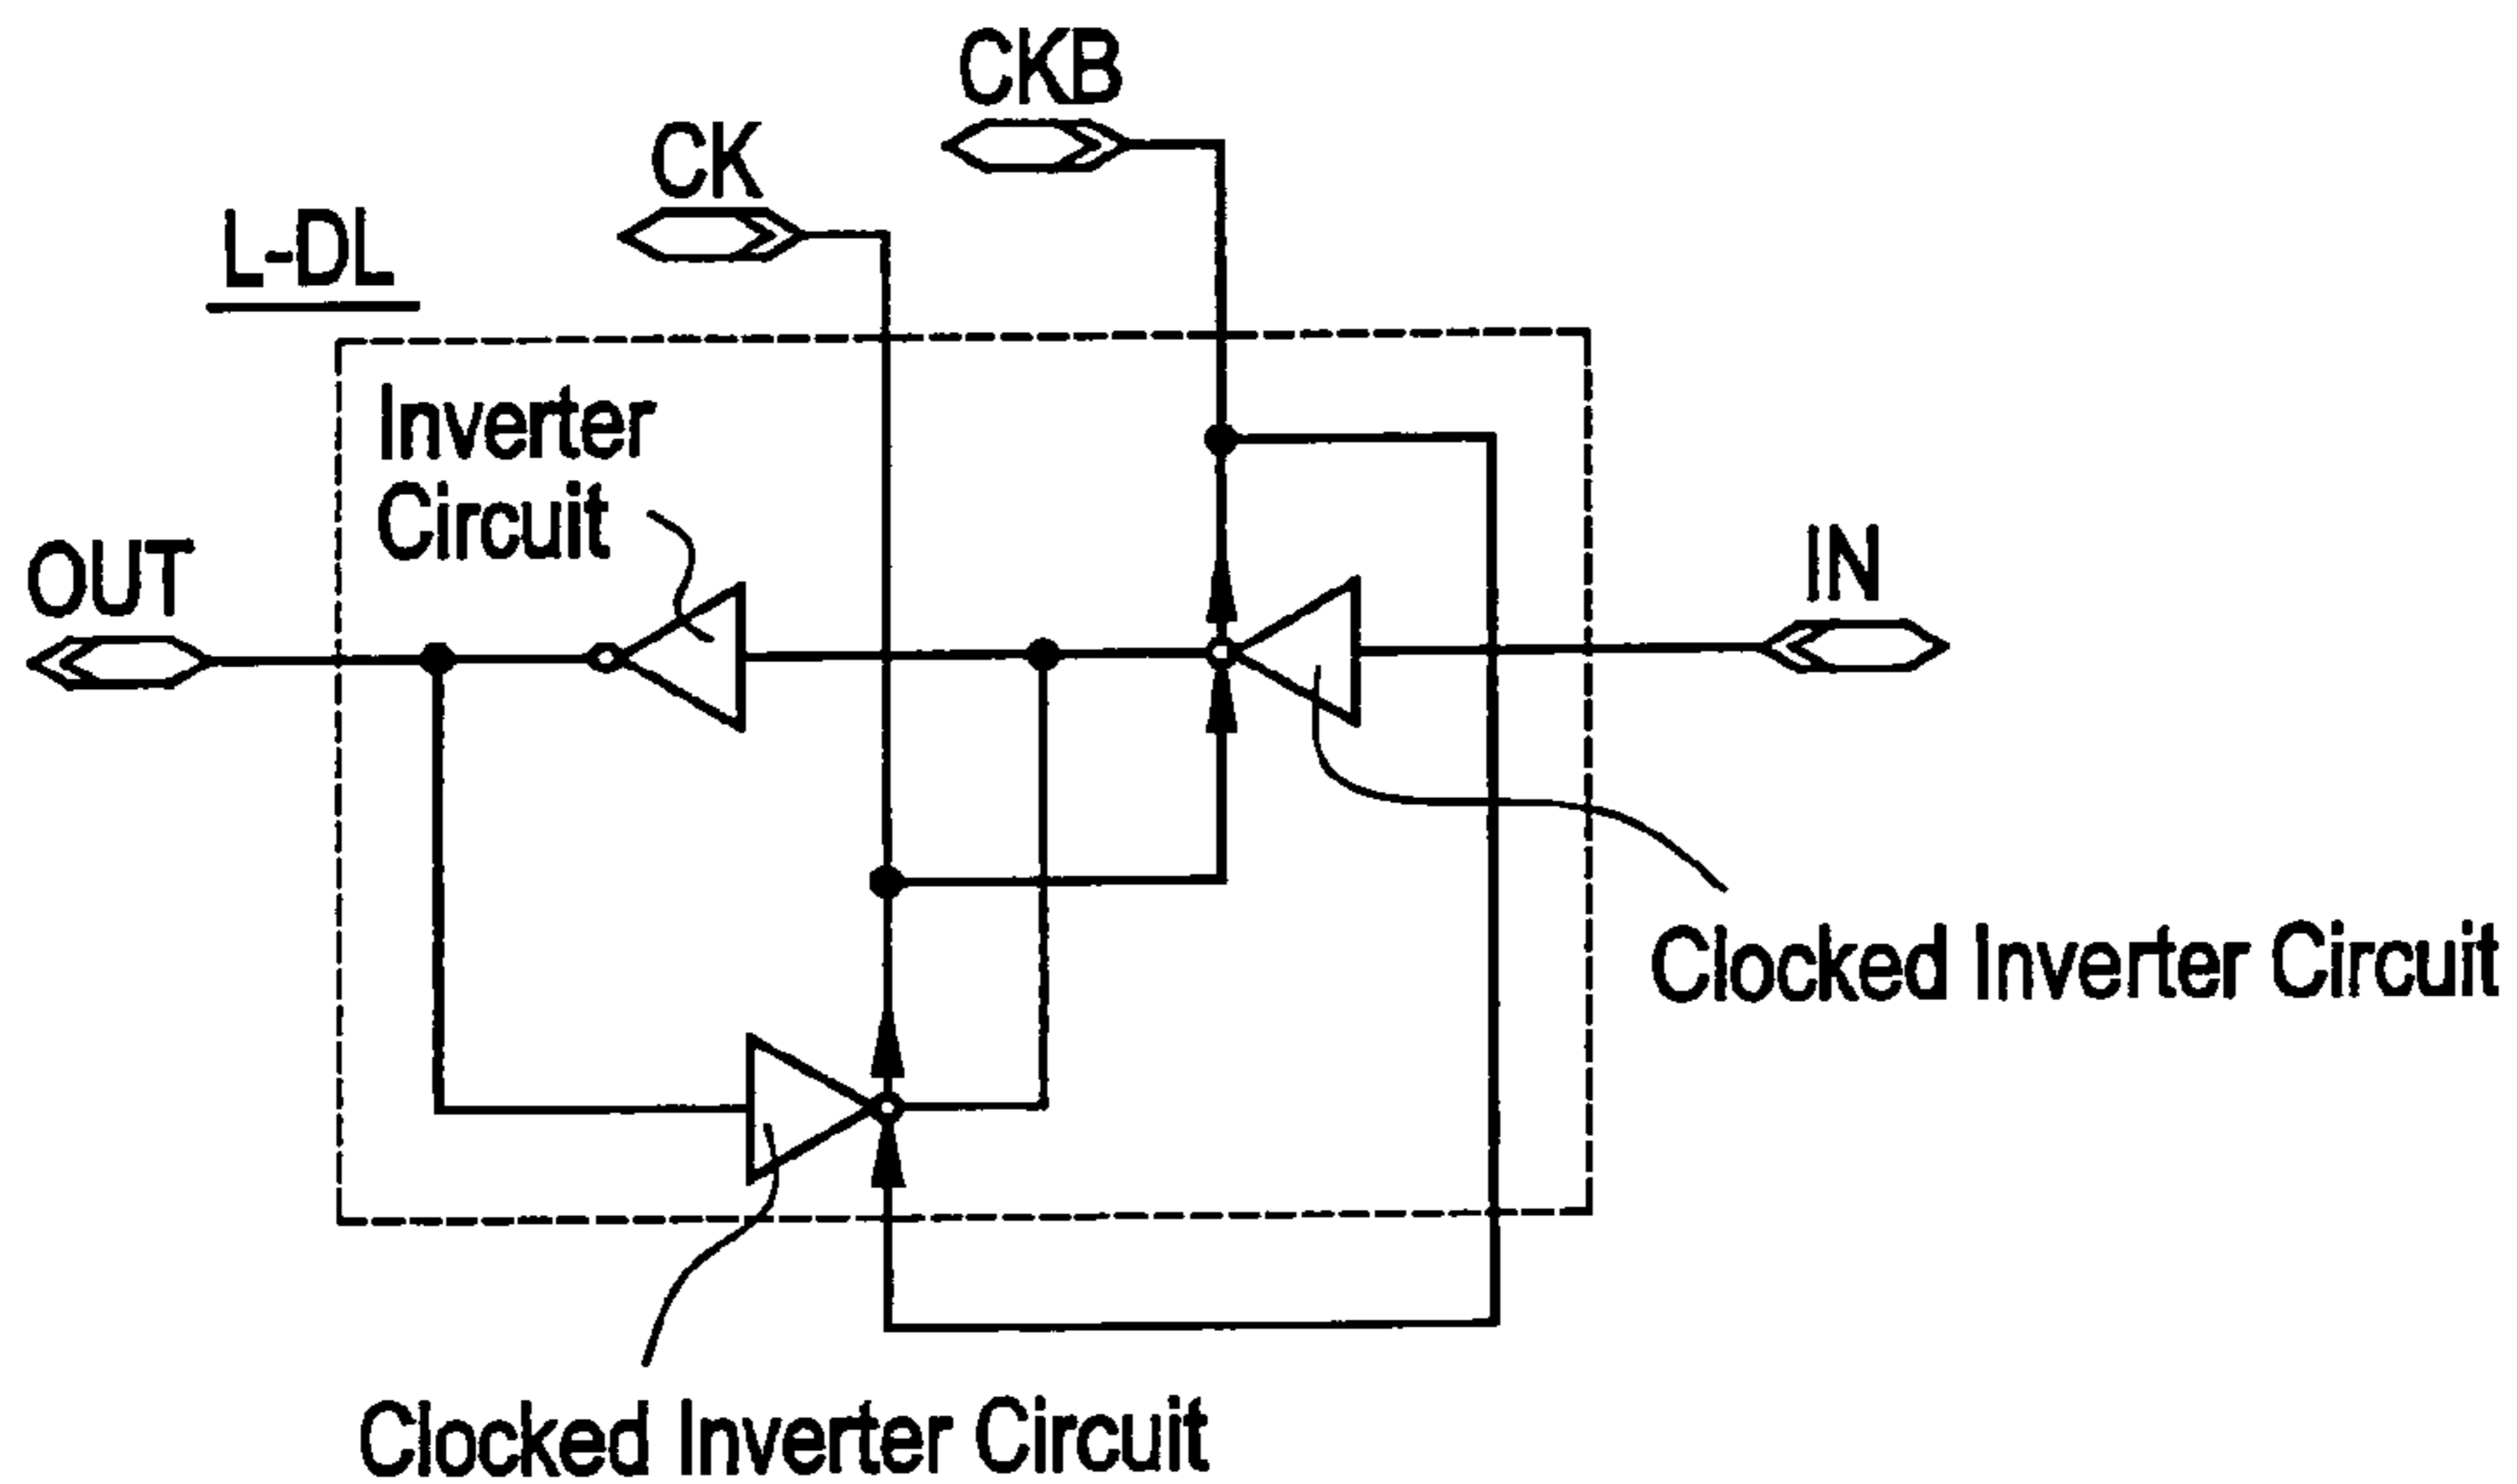 CKB
CK
L-DL
Inverter
Circuit
OUT
IN
Clocked Inverter Circuit
Clocked Inverter Circuit